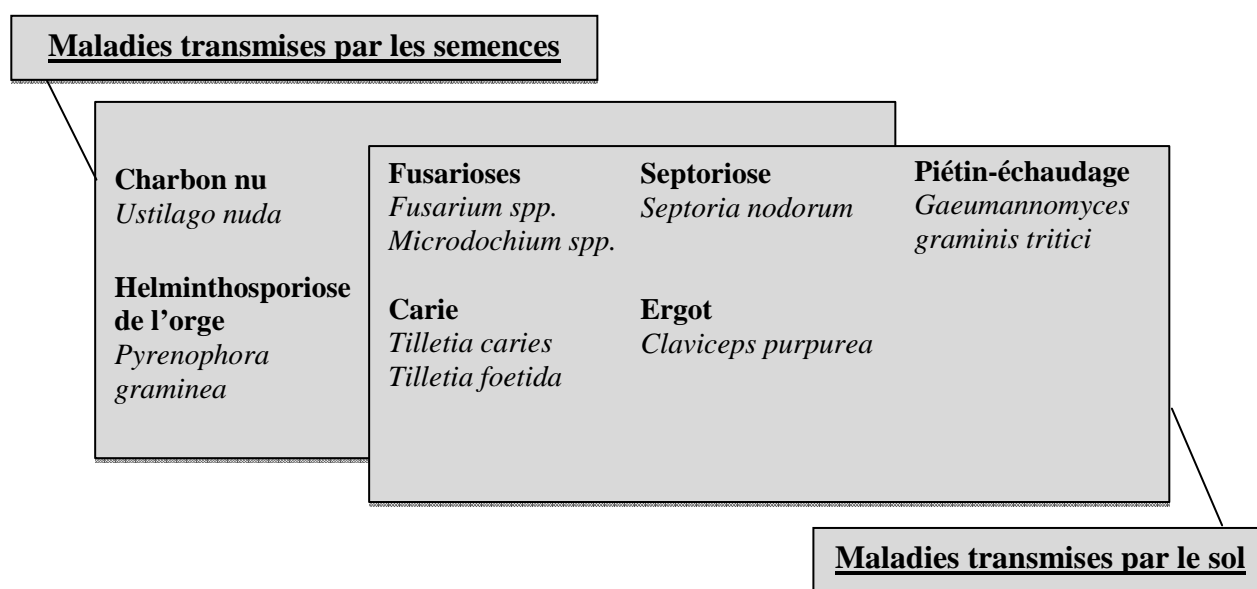 Maladies transmises par les semences
Charbon nu
Ustilago nuda
Helminthosporiose
de l’orge
Pyrenophora
graminea
Fusarioses
Fusarium spp.
Microdochium spp.
Carie
Tilletia caries
Tilletia foetida
Septoriose
Septoria nodorum
Ergot
Claviceps purpurea
Piétin-échaudage
Gaeumannomyces
graminis tritici
Maladies transmises par le sol